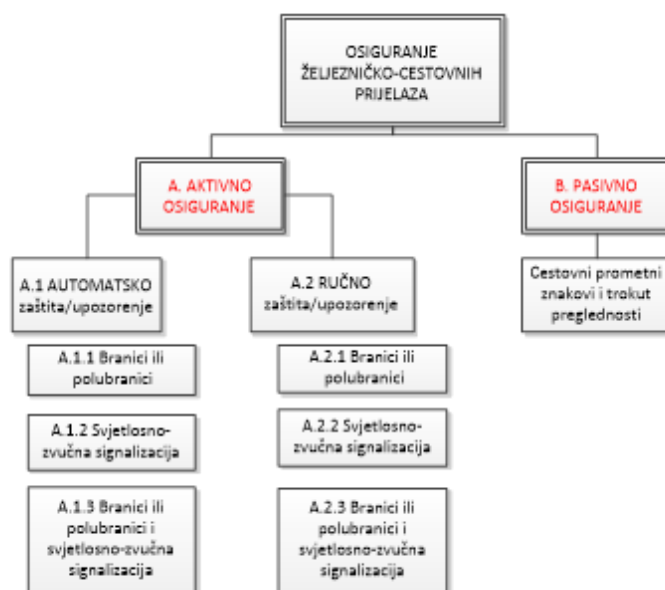 OSIGURANJE
ŽELJEZNIČKO-CESTOVNIH
PRIJELAZA
A. AKTIVNO
OSIGURANJE
B. PASIVNO
OSIGURANJE
A.1 AUTOMATSKO
zaštita/upozorenje
A.2 RUČNO
zaštita/upozorenje
Cestovni prometni
znakovi i trokut
preglednosti
A.1.1 Branici ili
polubranici
A.2.1 Branici ili
polubranici
A.1.2 Svjetlosno-
zvučna signalizacija
A.2.2 Svjetlosno-
zvučna signalizacija
A.1.3 Branici ili
polubranici i
svjetlosno-zvučna
signalizacija
A.2.3 Branici ili
polubranici i
svjetlosno-zvučna
signalizacija